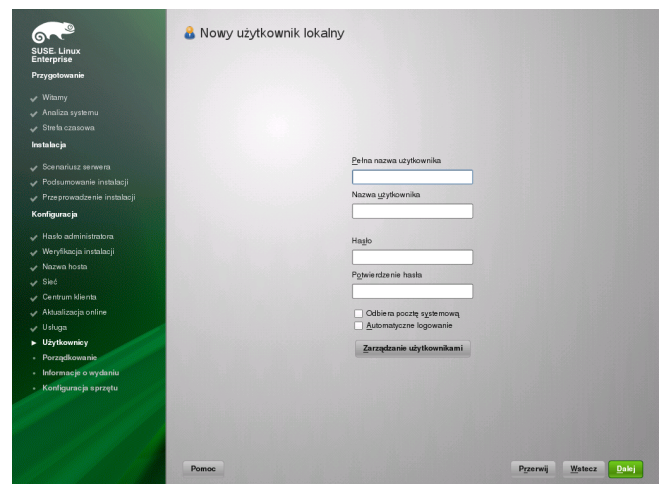 SUSE. Linux
Enterprise
Przygotowanie
Witamy
Analiza systemu
Strefa czasowa
Instalacja
Scenariusz serwera
Podsumowanie instalacji
Przeprowadzenie instalacji
Konfiguracja
Hasło administratora
Weryfikacja instalacji
Nazwa hosta
Sieć
Centrum klienta
Aktualizacja online
Usługa
Użytkownicy
Porządkowanie
Informacje o wydaniu
Konfiguracja sprzętu
Nowy użytkownik lokalny
Pełna nazwa użytkownika
Nazwa użytkownika
Hasło
Potwierdzenie hasła
Odbiera pocztę systemową
Automatyczne logowanie
Zarządzanie użytkownikami
Pomoc
Przerwij
Wstecz
Dalej